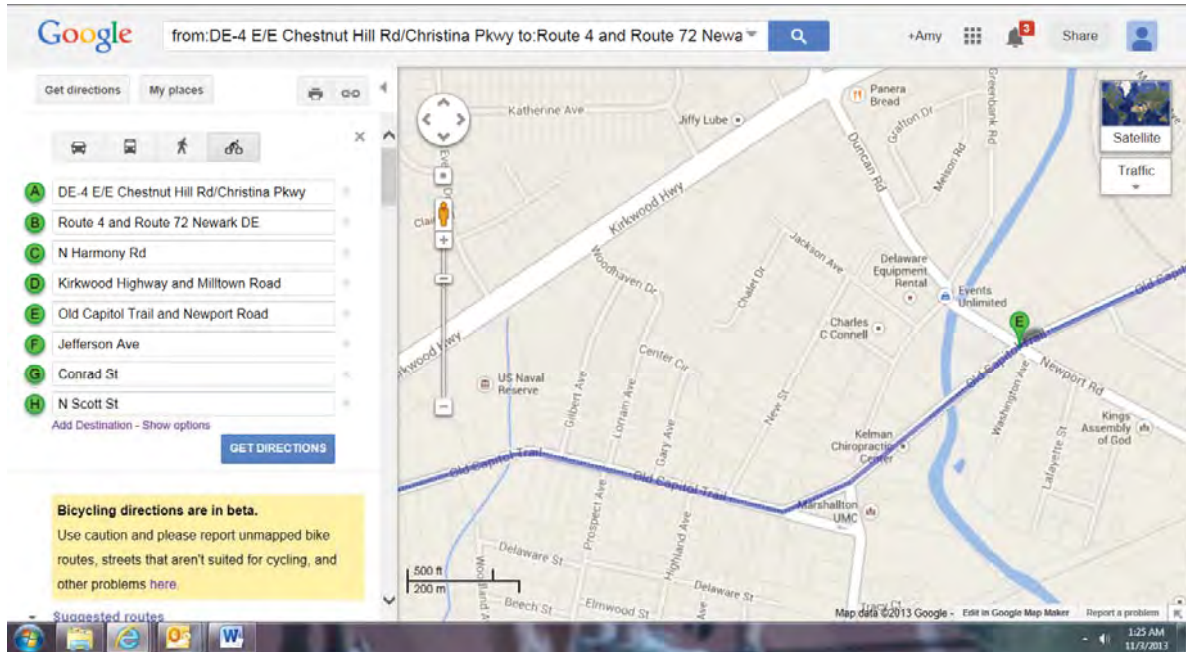 Google
from:DE-4 E/E Chestnut Hill Rd/Christina Pkwy to:Route 4 and Route 72 Newa
+Amy
3
Share
Get directions
My places
A DE-4 E/E Chestnut Hill Rd/Christina Pkwy
B Route 4 and Route 72 Newark DE
C N Harmony Rd
D Kirkwood Highway and Milltown Road
E Old Capitol Trail and Newport Road
F Jefferson Ave
G Conrad St
H N Scott St
Add Destination - Show options
GET DIRECTIONS
Bicycling directions are in beta.
Use caution and please report unmapped bike
routes, streets that aren't suited for cycling, and
other problems here.
Suggested routes
Katherine Ave
Jiffy Lube
Panera
Bread
Grafton Dr
Greenbank Rd
Duncan Rd
Melson Rd
Satellite
Traffic
Kirkwood Hwy
Woodhaven Dr
Jackson Ave
Chalet Dr
Delaware
Equipment
Rental
Events
Unlimited
Old Capitol
E
Charles
C Connell
Center Cir
Kirkwood Hwy
US Naval
Reserve
Gilbert Ave
Lorraim Ave
Gary Ave
New St
Old Capitol Trail
Newport Rd
Washington Ave
Kings
Assembly
of God
Lafayette St
Kelman
Chiropractic
Center
Old Capitol Trail
Old Capitol Trail
Marshallton
UMC
Prospect Ave
Highland Ave
Delaware St
Delaware St
Beech St
Elmwood St
Ave
Tracy Ct
500 ft
200 m
Map data ©2013 Google -
Edit in Google Map Maker
Report a problem
1:25 AM
11/3/2013